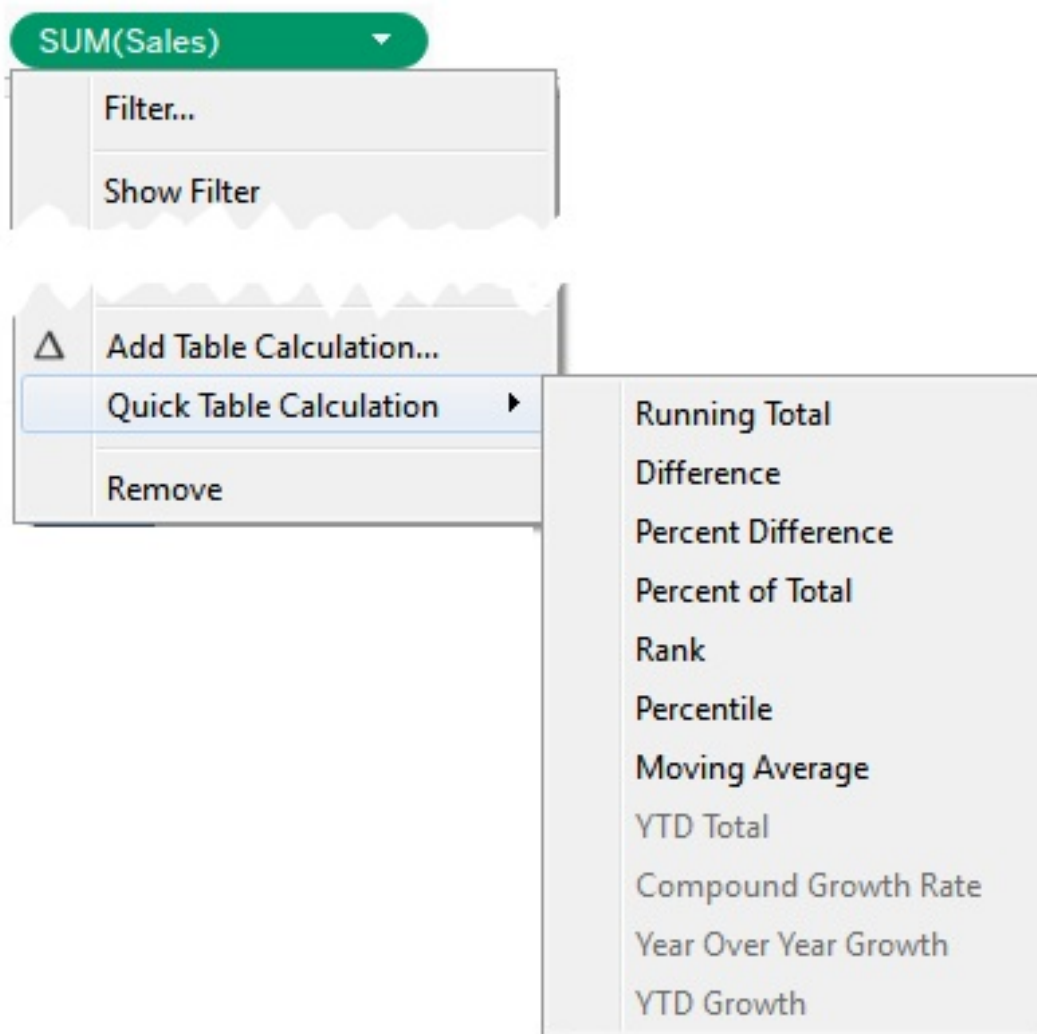 SUM(Sales)
Filter...
Show Filter
Add Table Calculation...
Quick Table Calculation
Remove
Running Total
Difference
Percent Difference
Percent of Total
Rank
Percentile
Moving Average
YTD Total
Compound Growth Rate
Year Over Year Growth
YTD Growth